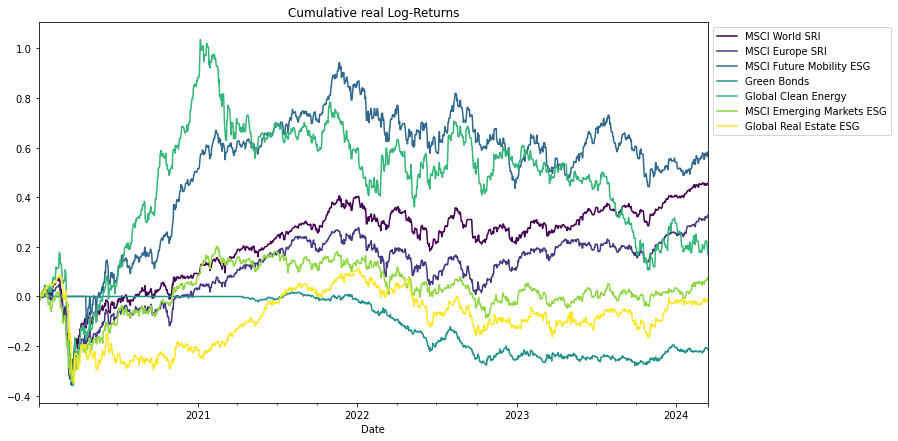 Cumulative real Log-Returns
MSCI World SRI
MSCI Europe SRI
MSCI Future Mobility ESG
Green Bonds
Global Clean Energy
MSCI Emerging Markets ESG
Global Real Estate ESG
1.0
0.8
0.6
0.4
0.2
0.0
−0.2
−0.4
2021 2022 2023 2024
Date